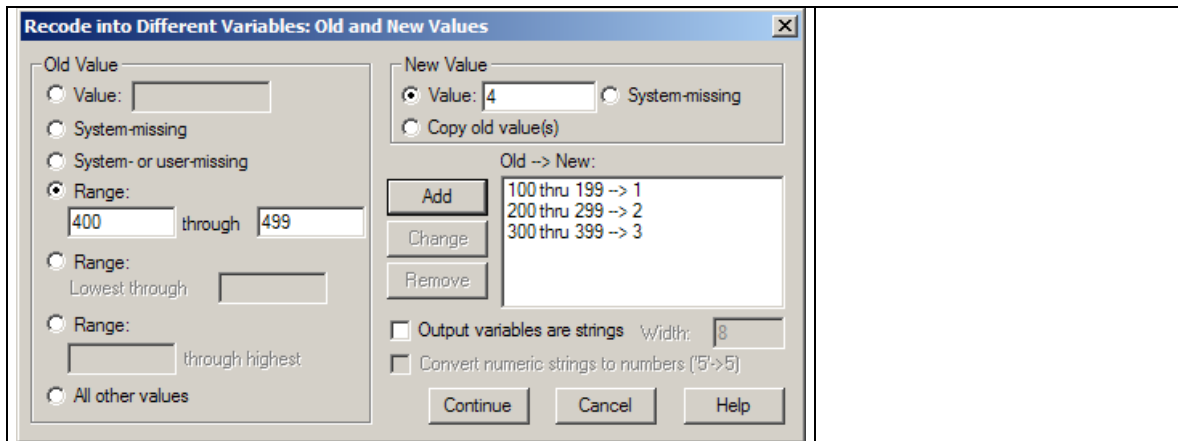 Recode into Different Variables: Old and New Values
Old Value
Value:
System-missing
System- or user-missing
Range:
400 through 499
Range:
Lowest through
Range:
through highest
All other values
New Value
Value: 4 System-missing
Copy old value(s)
Old --> New:
Add
Change
Remove
100 thru 199 --> 1
200 thru 299 --> 2
300 thru 399 --> 3
Output variables are strings Width: 8
Convert numeric strings to numbers ('5'->5)
Continue Cancel Help